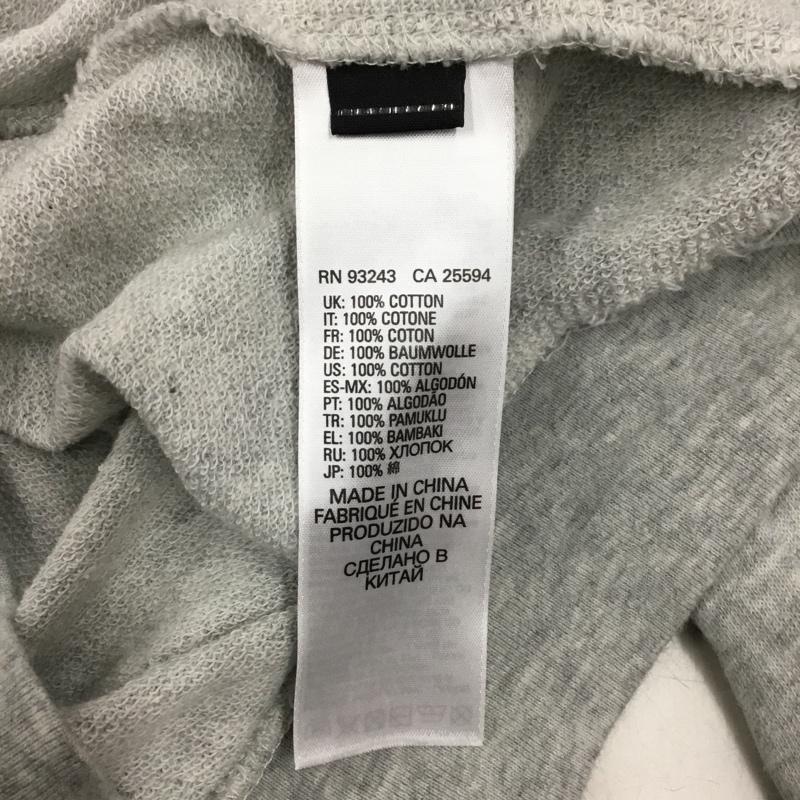 RN 93243 CA 25594
UK: 100% COTTON
IT: 100% COTONE
FR: 100% COTON
DE: 100% BAUMWOLLE
US: 100% COTTON
ES-MX: 100% ALGODÓN
PT: 100% ALGODÃO
TR: 100% PAMUKLU
EL: 100% BAMBAKI
RU: 100% ХЛОПОК
JP: 100% 綿
MADE IN CHINA
FABRIQUÉ EN CHINE
PRODUZIDO NA
CHINA
СДЕЛАНО В
КИТАЙ